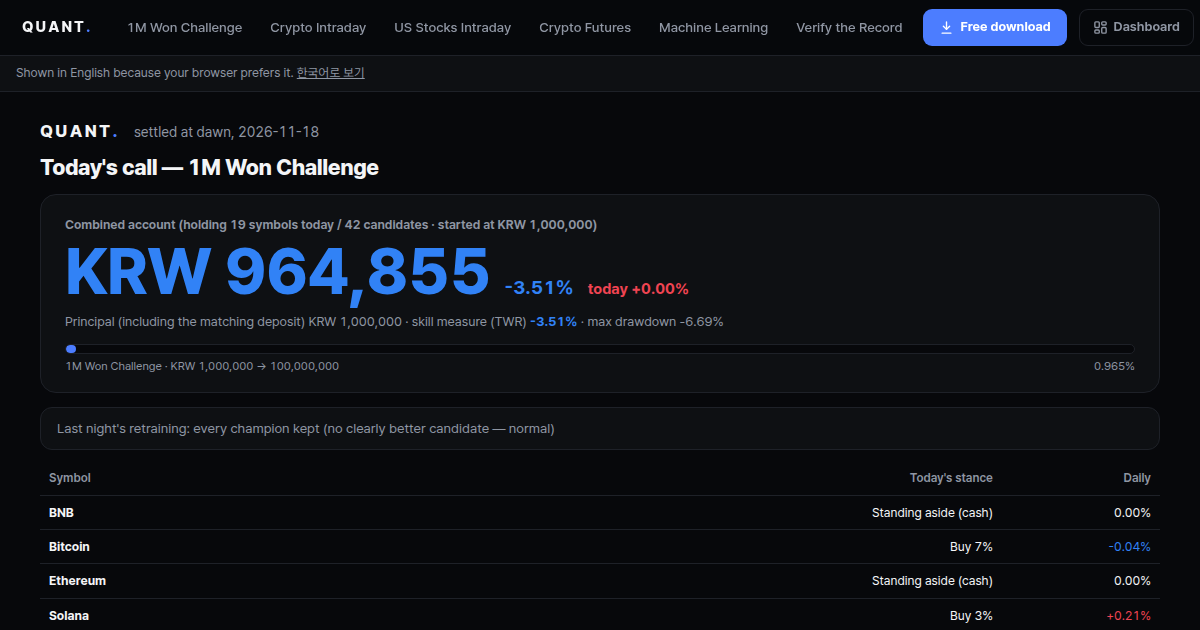 QUANT. 1M Won Challenge Crypto Intraday US Stocks Intraday Crypto Futures Machine Learning Verify the Record Free download Dashboard
Shown in English because your browser prefers it. 한국어로 보기
QUANT. settled at dawn, 2026-11-18
Today's call — 1M Won Challenge
Combined account (holding 19 symbols today / 42 candidates · started at KRW 1,000,000)
KRW 964,855 -3.51% today +0.00%
Principal (including the matching deposit) KRW 1,000,000 · skill measure (TWR) -3.51% · max drawdown -6.69%
1M Won Challenge · KRW 1,000,000 → 100,000,000 0.965%
Last night's retraining: every champion kept (no clearly better candidate — normal)
Symbol Today's stance Daily
BNB Standing aside (cash) 0.00%
Bitcoin Buy 7% -0.04%
Ethereum Standing aside (cash) 0.00%
Solana Buy 3% +0.21%